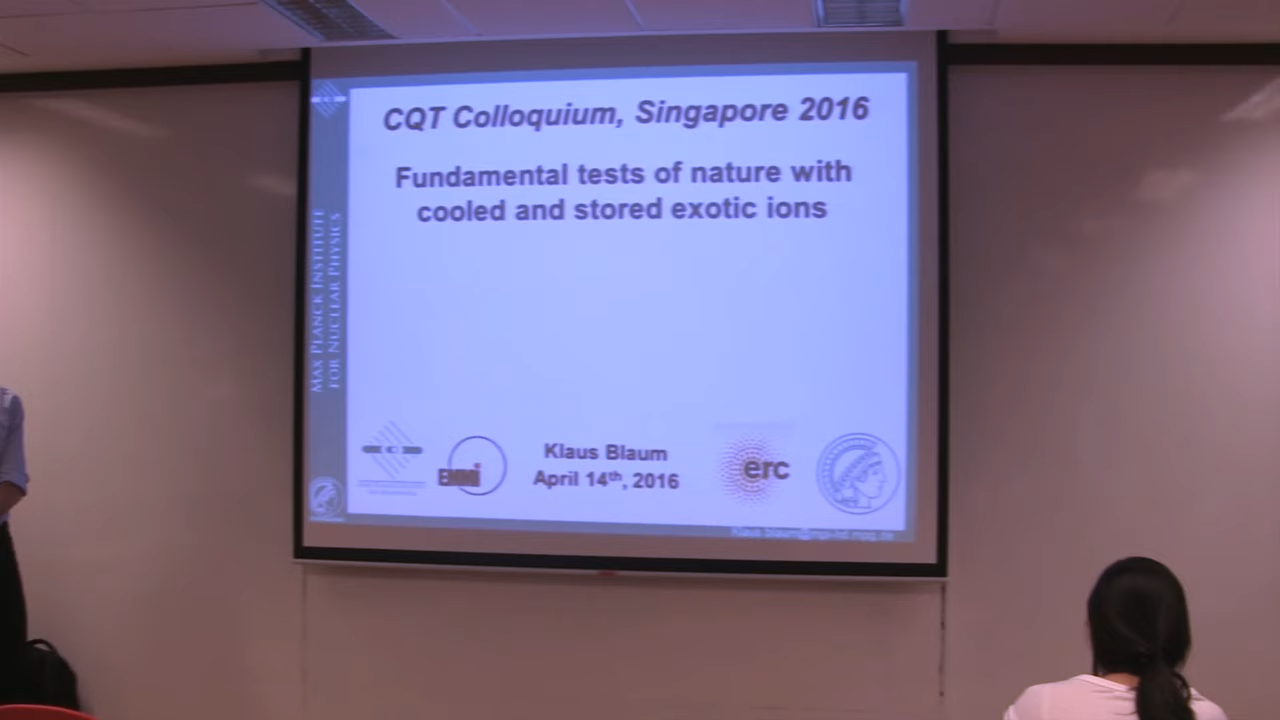 CQT Colloquium, Singapore 2016
Fundamental tests of nature with
cooled and stored exotic ions
MAX PLANCK INSTITUTE
FOR NUCLEAR PHYSICS
EMMI
Klaus Blaum
April 14th, 2016
erc